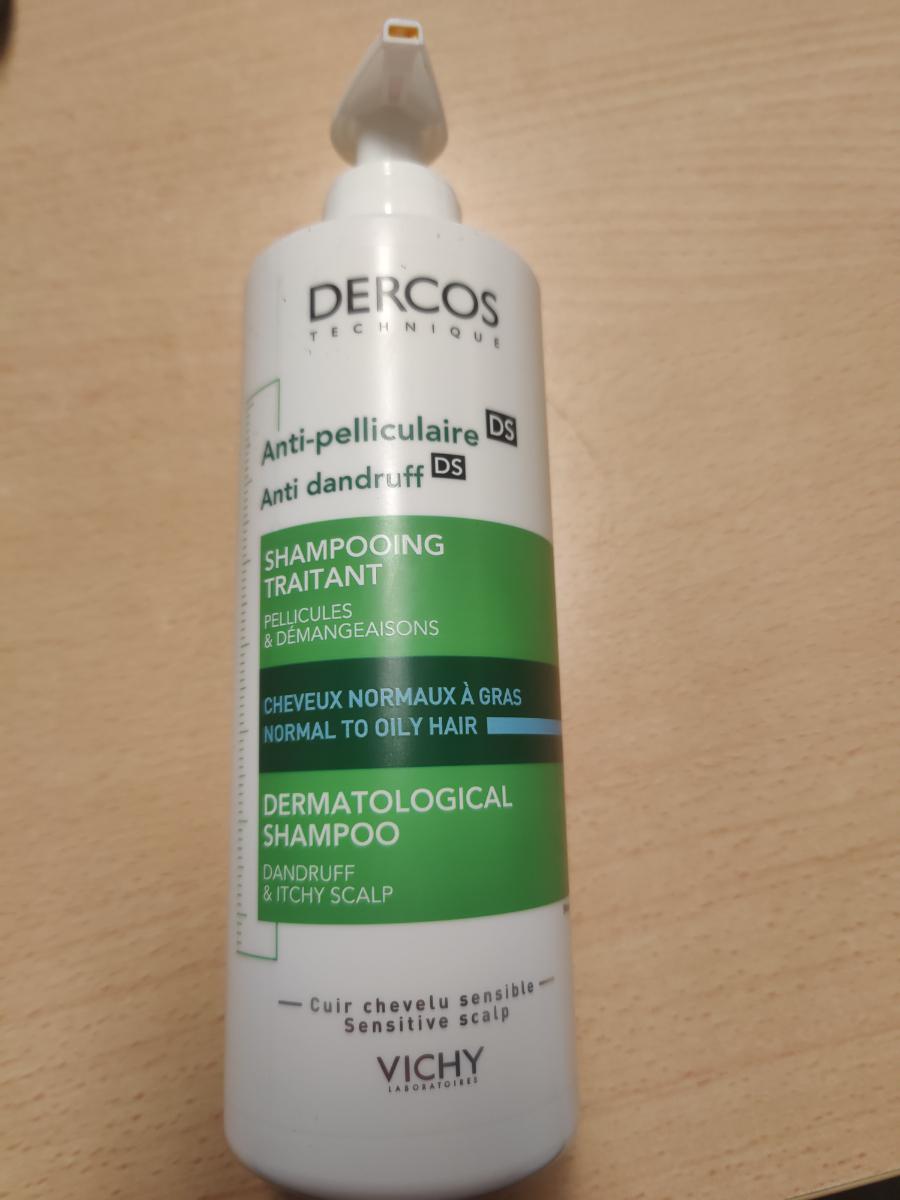 DERCOS
TECHNIQUE
Anti-pelliculaire DS
Anti dandruff DS
SHAMPOOING
TRAITANT
PELLICULES
& DÉMANGEAISONS
CHEVEUX NORMAUX À GRAS
NORMAL TO OILY HAIR
DERMATOLOGICAL
SHAMPOO
DANDRUFF
& ITCHY SCALP
Cuir chevelu sensible
Sensitive scalp
VICHY
LABORATOIRES